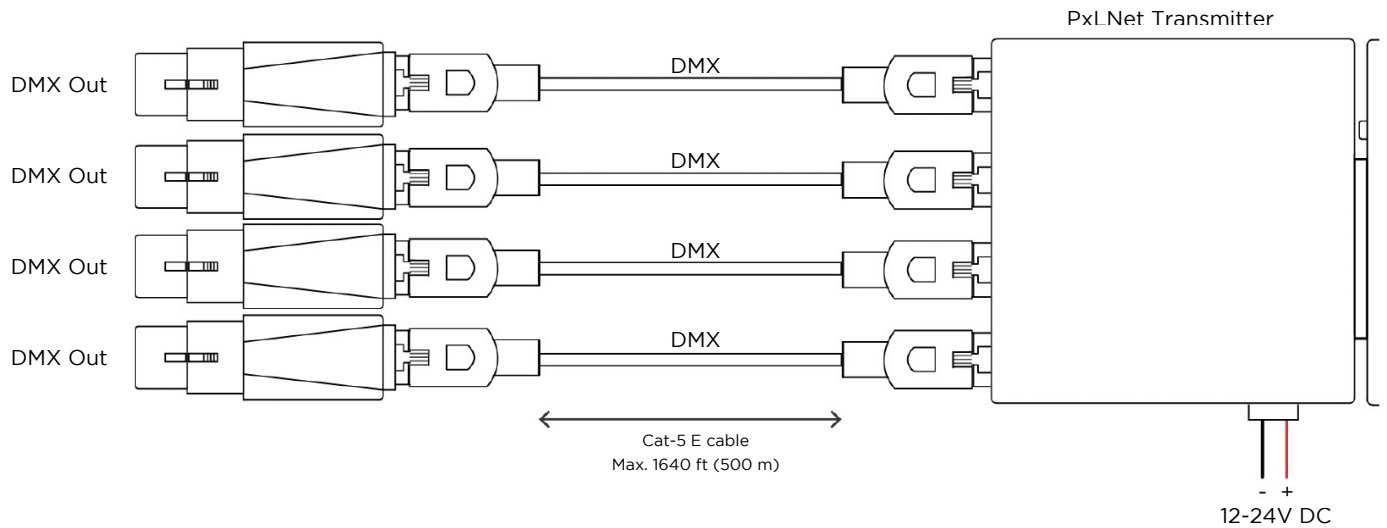 PxLNet Transmitter
DMX Out
DMX
DMX Out
DMX
DMX Out
DMX
DMX Out
DMX
Cat-5 E cable
Max. 1640 ft (500 m)
- +
12-24V DC